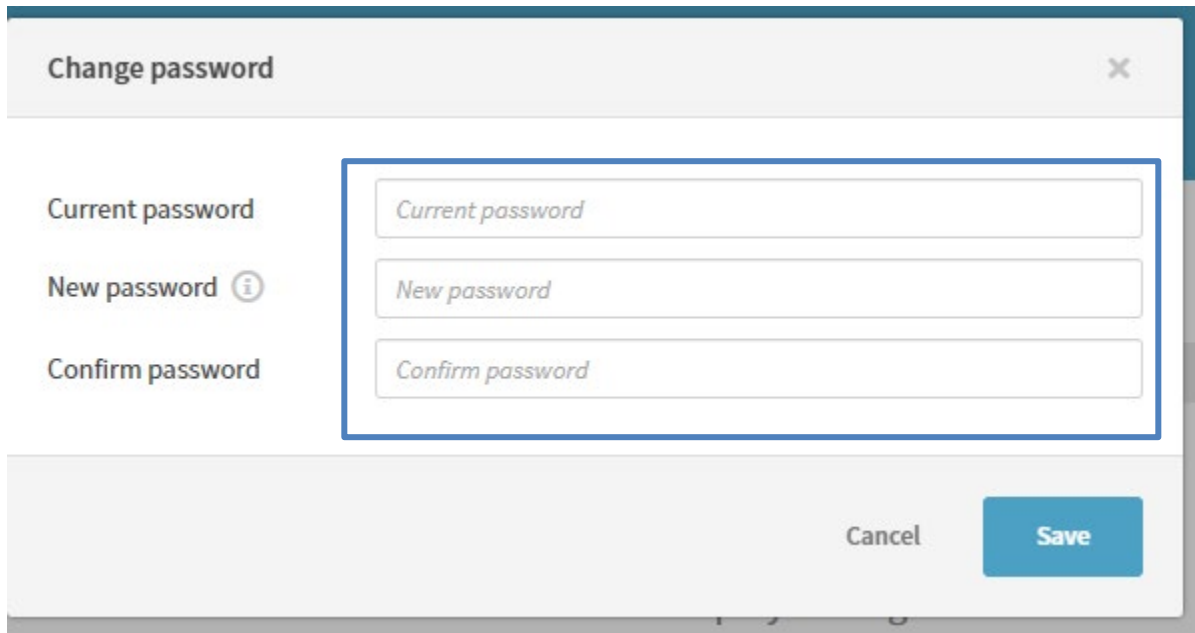 Change password
Current password Current password
New password New password
Confirm password Confirm password
Cancel Save